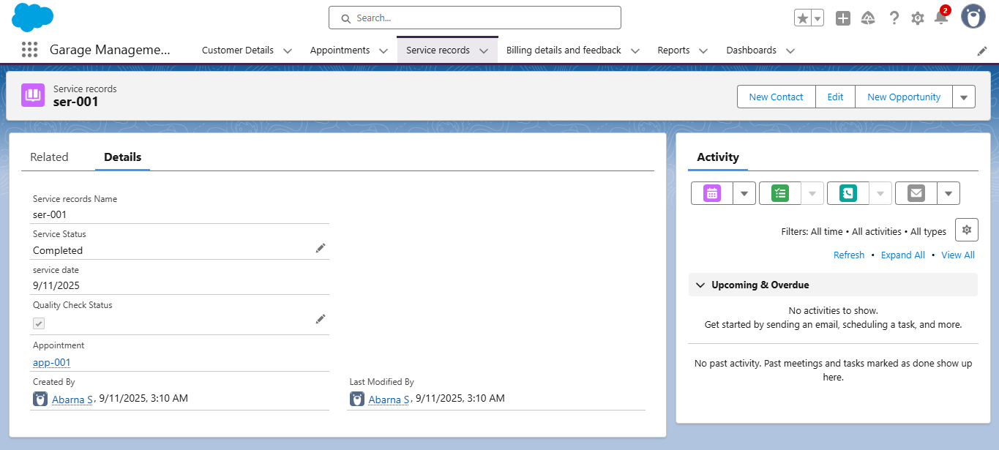 Search...
2
Garage Manageme...
Customer Details
Appointments
Service records
Billing details and feedback
Reports
Dashboards
Service records
ser-001
New Contact
Edit
New Opportunity
Related
Details
Service records Name
ser-001
Service Status
Completed
service date
9/11/2025
Quality Check Status
Appointment
app-001
Created By
Abarna S, 9/11/2025, 3:10 AM
Last Modified By
Abarna S, 9/11/2025, 3:10 AM
Activity
Filters: All time • All activities • All types
Refresh • Expand All • View All
Upcoming & Overdue
No activities to show.
Get started by sending an email, scheduling a task, and more.
No past activity. Past meetings and tasks marked as done show up
here.